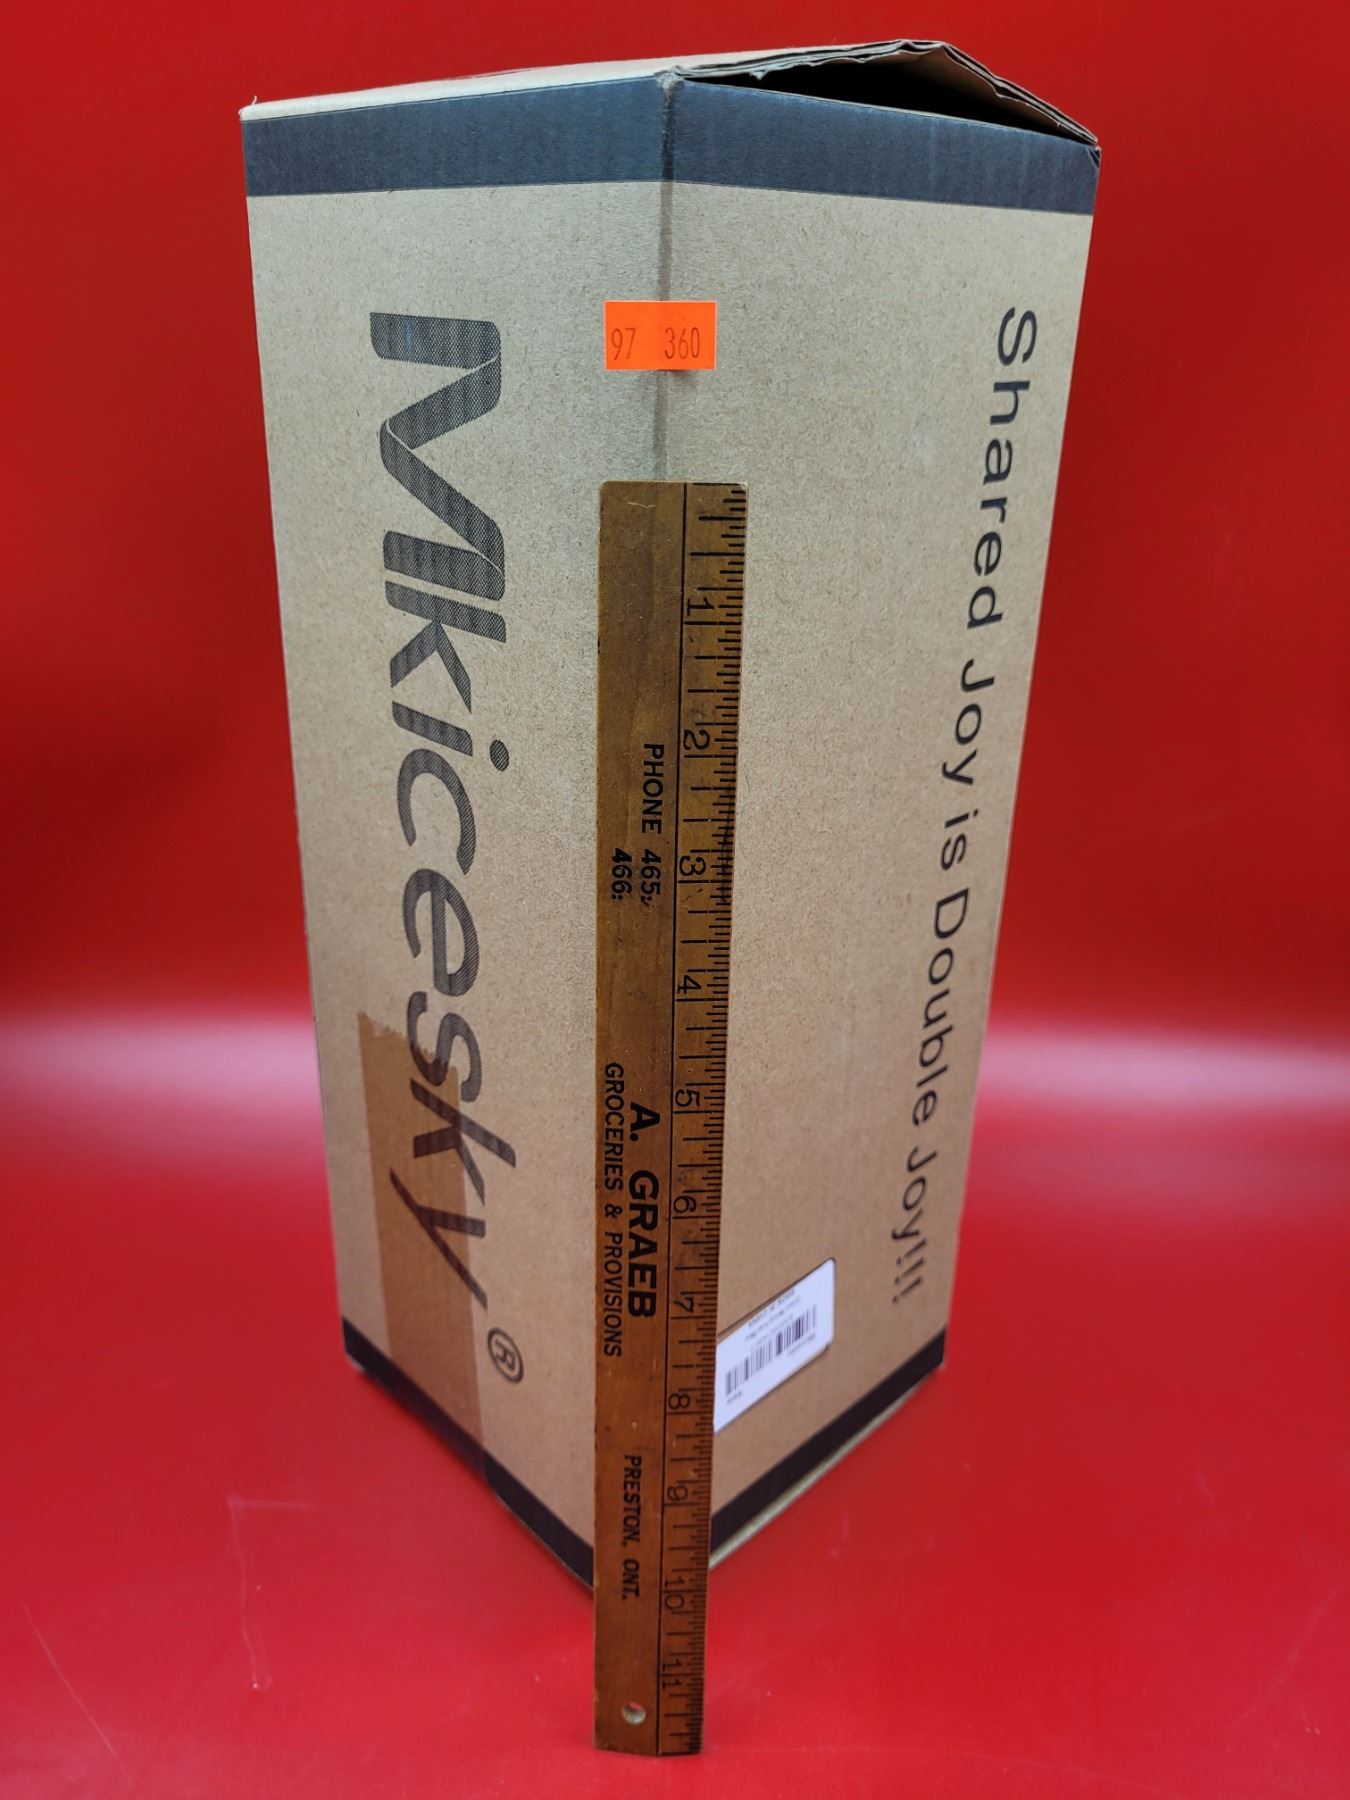 Mkicesky®
97 360
Shared Joy is Double Joy!!!
1 2 3 4 5 6 7 8 9 10 11
PHONE 465:
466:
A. GRAEB
GROCERIES & PROVISIONS
PRESTON, ONT.